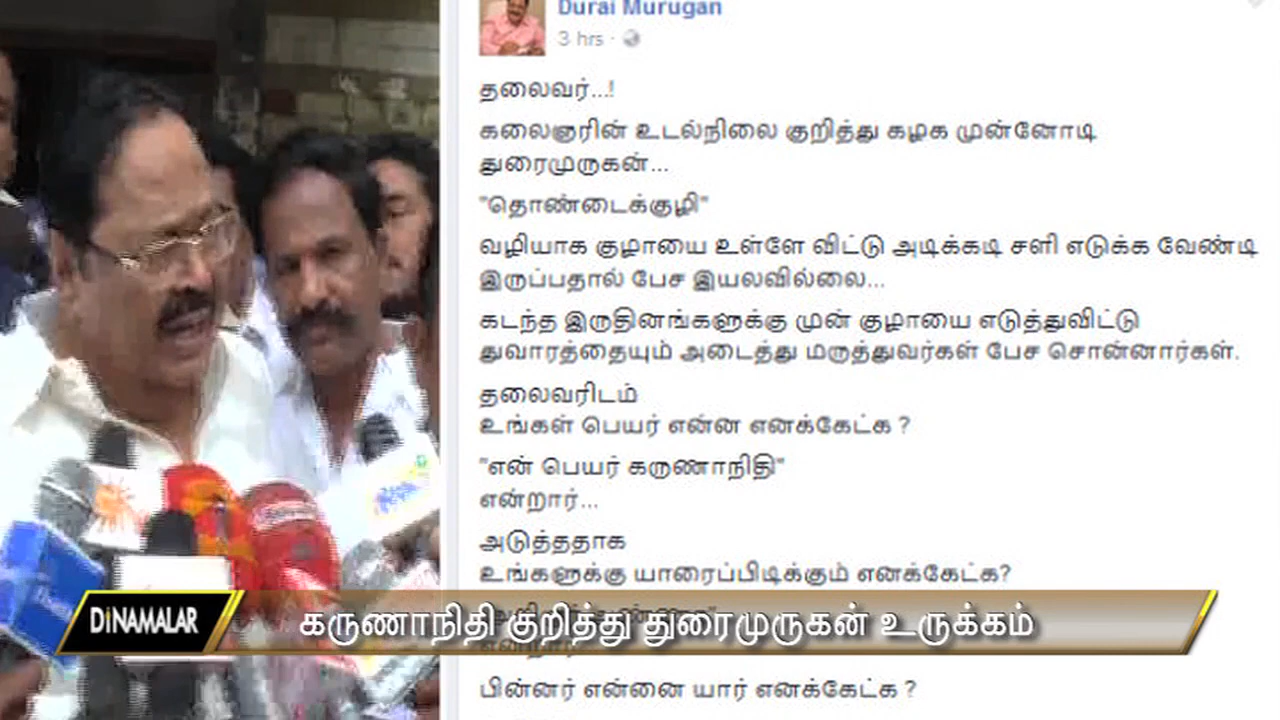 Durai Murugan
3 hrs ·
தலைவர்...!
கலைஞரின் உடல்நிலை குறித்து கழக முன்னோடி
துரைமுருகன்...
"தொண்டைக்குழி"
வழியாக குழாயை உள்ளே விட்டு அடிக்கடி சளி எடுக்க வேண்டி
இருப்பதால் பேச இயலவில்லை...
கடந்த இருதினங்களுக்கு முன் குழாயை எடுத்துவிட்டு
துவாரத்தையும் அடைத்து மருத்துவர்கள் பேச சொன்னார்கள்.
தலைவரிடம்
உங்கள் பெயர் என்ன எனக்கேட்க ?
"என் பெயர் கருணாநிதி"
என்றார்...
அடுத்ததாக
உங்களுக்கு யாரைப்பிடிக்கும் எனக்கேட்க?
DINAMALAR
கருணாநிதி குறித்து துரைமுருகன் உருக்கம்
பின்னர் என்னை யார் எனக்கேட்க ?